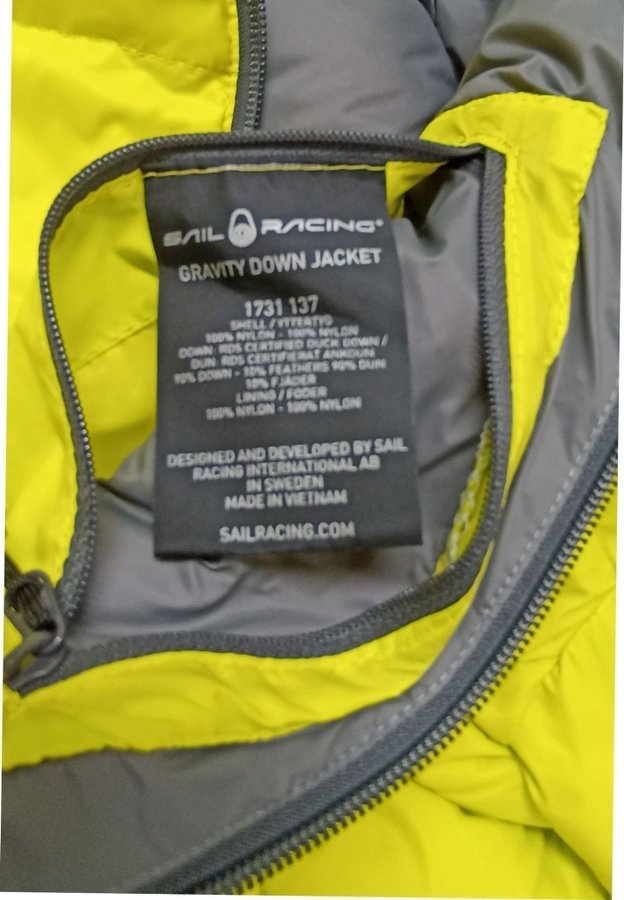 SAIL RACING®
GRAVITY DOWN JACKET
1731 137
SHELL / YTTERTYG
100% NYLON - 100% NYLON
DOWN: RDS CERTIFIED DUCK DOWN /
DUN: RDS CERTIFIERAT ANKDUN
90% DOWN - 10% FEATHERS 90% DUN
10% FJÄDER
LINING / FODER
100% NYLON - 100% NYLON
DESIGNED AND DEVELOPED BY SAIL
RACING INTERNATIONAL AB
IN SWEDEN
MADE IN VIETNAM
SAILRACING.COM